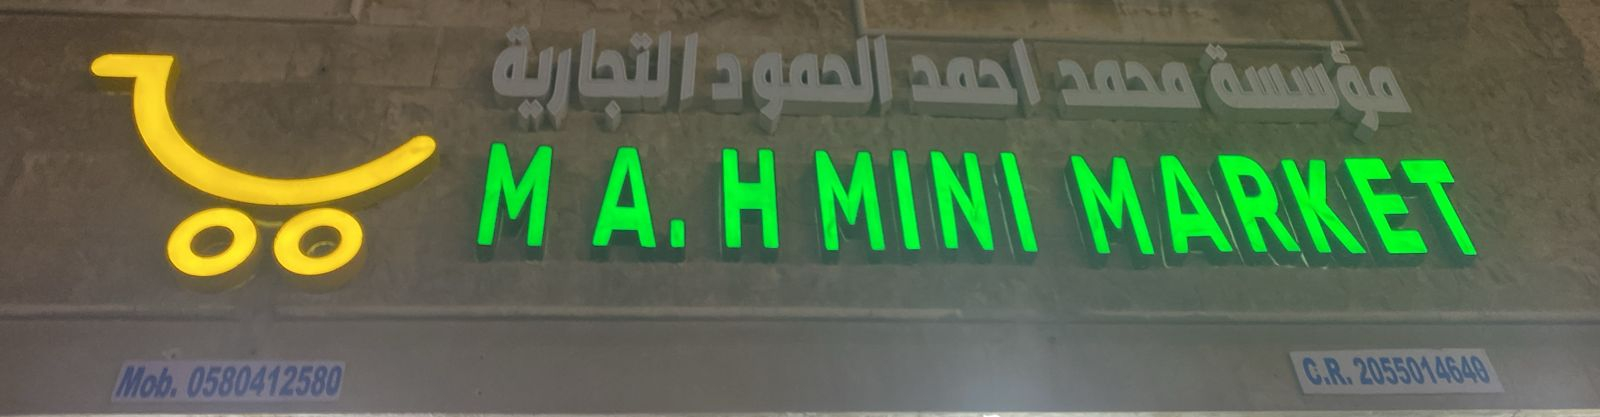 مؤسسة محمد احمد الحمود التجارية
M A. H MINI MARKET
Mob. 0580412580
C.R. 2055014640